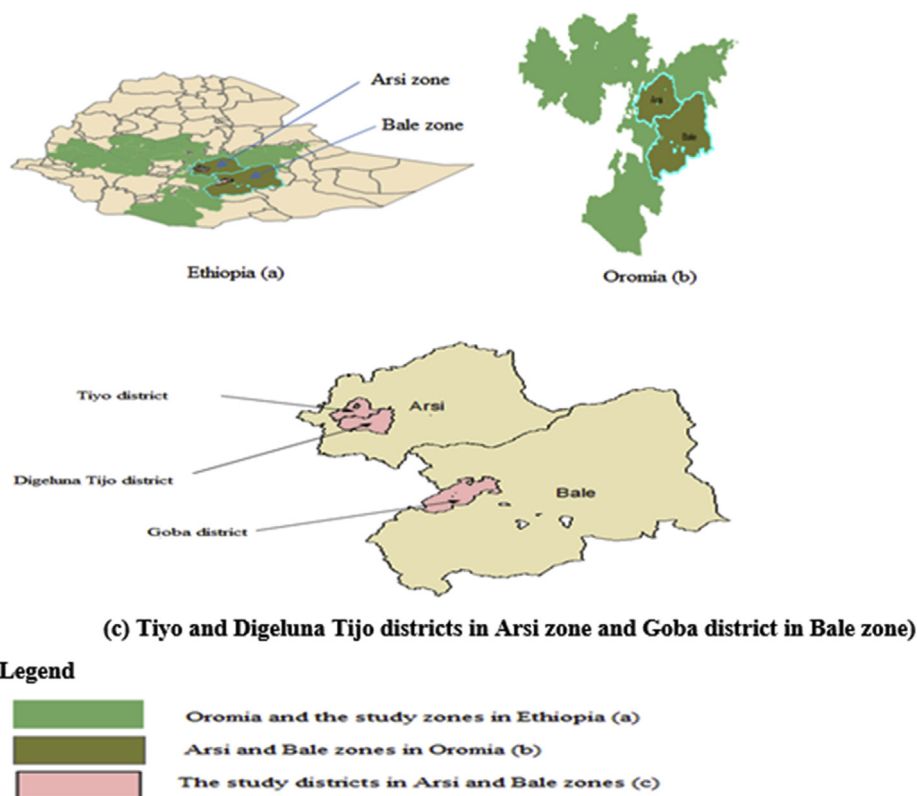 Arsi zone
Bale zone
Ethiopia (a)
Arsi
Bale
Oromia (b)
Tiyo district
Arsi
Digeluna Tijo district
Bale
Goba district
(c) Tiyo and Digeluna Tijo districts in Arsi zone and Goba district in Bale zone)
Legend
Oromia and the study zones in Ethiopia (a)
Arsi and Bale zones in Oromia (b)
The study districts in Arsi and Bale zones (c)